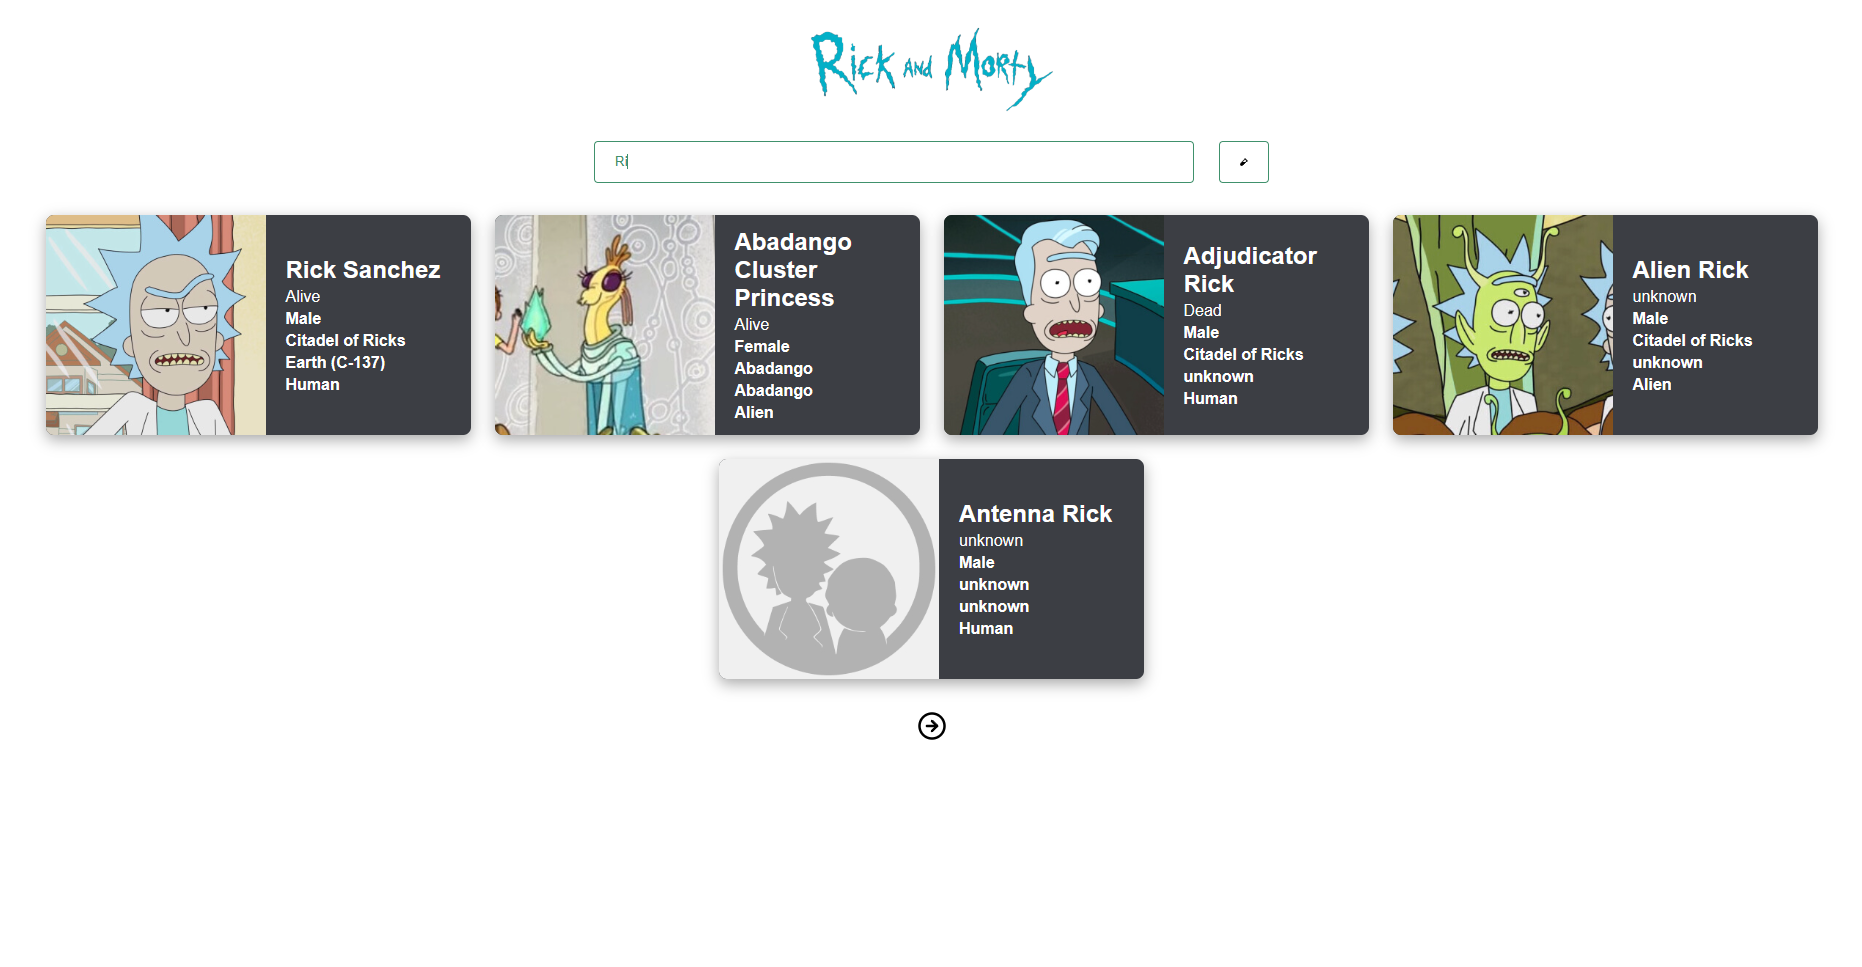 Rick and Morty
Ri
Rick Sanchez
Alive
Male
Citadel of Ricks
Earth (C-137)
Human
Abadango
Cluster
Princess
Alive
Female
Abadango
Abadango
Alien
Adjudicator
Rick
Dead
Male
Citadel of Ricks
unknown
Human
Alien Rick
unknown
Male
Citadel of Ricks
unknown
Alien
Antenna Rick
unknown
Male
unknown
unknown
Human